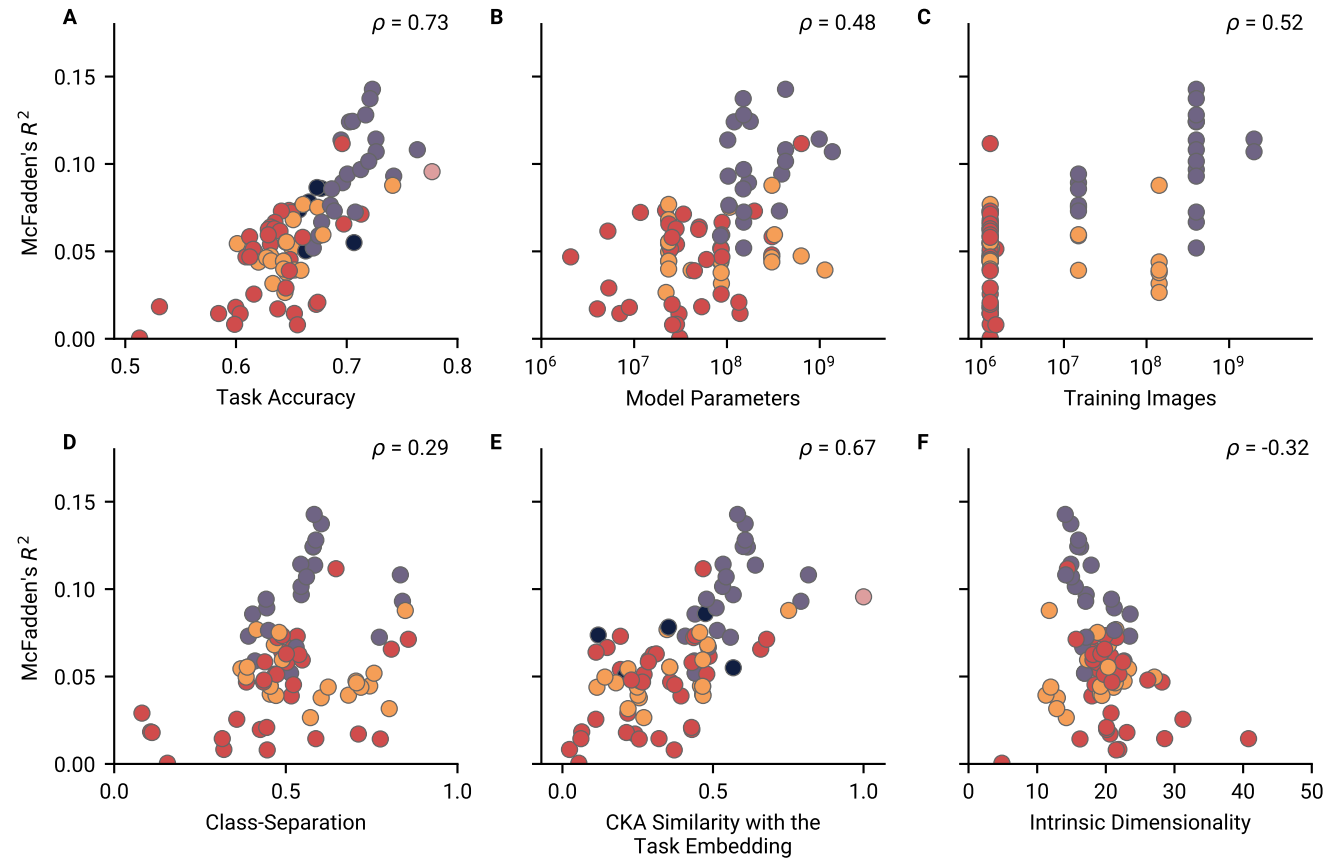 A
ρ = 0.73
McFadden's R²
0.15
0.10
0.05
0.00
0.5 0.6 0.7 0.8
Task Accuracy
B
ρ = 0.48
10⁶ 10⁷ 10⁸ 10⁹
Model Parameters
C
ρ = 0.52
10⁶ 10⁷ 10⁸ 10⁹
Training Images
D
ρ = 0.29
McFadden's R²
0.15
0.10
0.05
0.00
0.0 0.5 1.0
Class-Separation
E
ρ = 0.67
0.0 0.5 1.0
CKA Similarity with the
Task Embedding
F
ρ = -0.32
0 10 20 30 40 50
Intrinsic Dimensionality